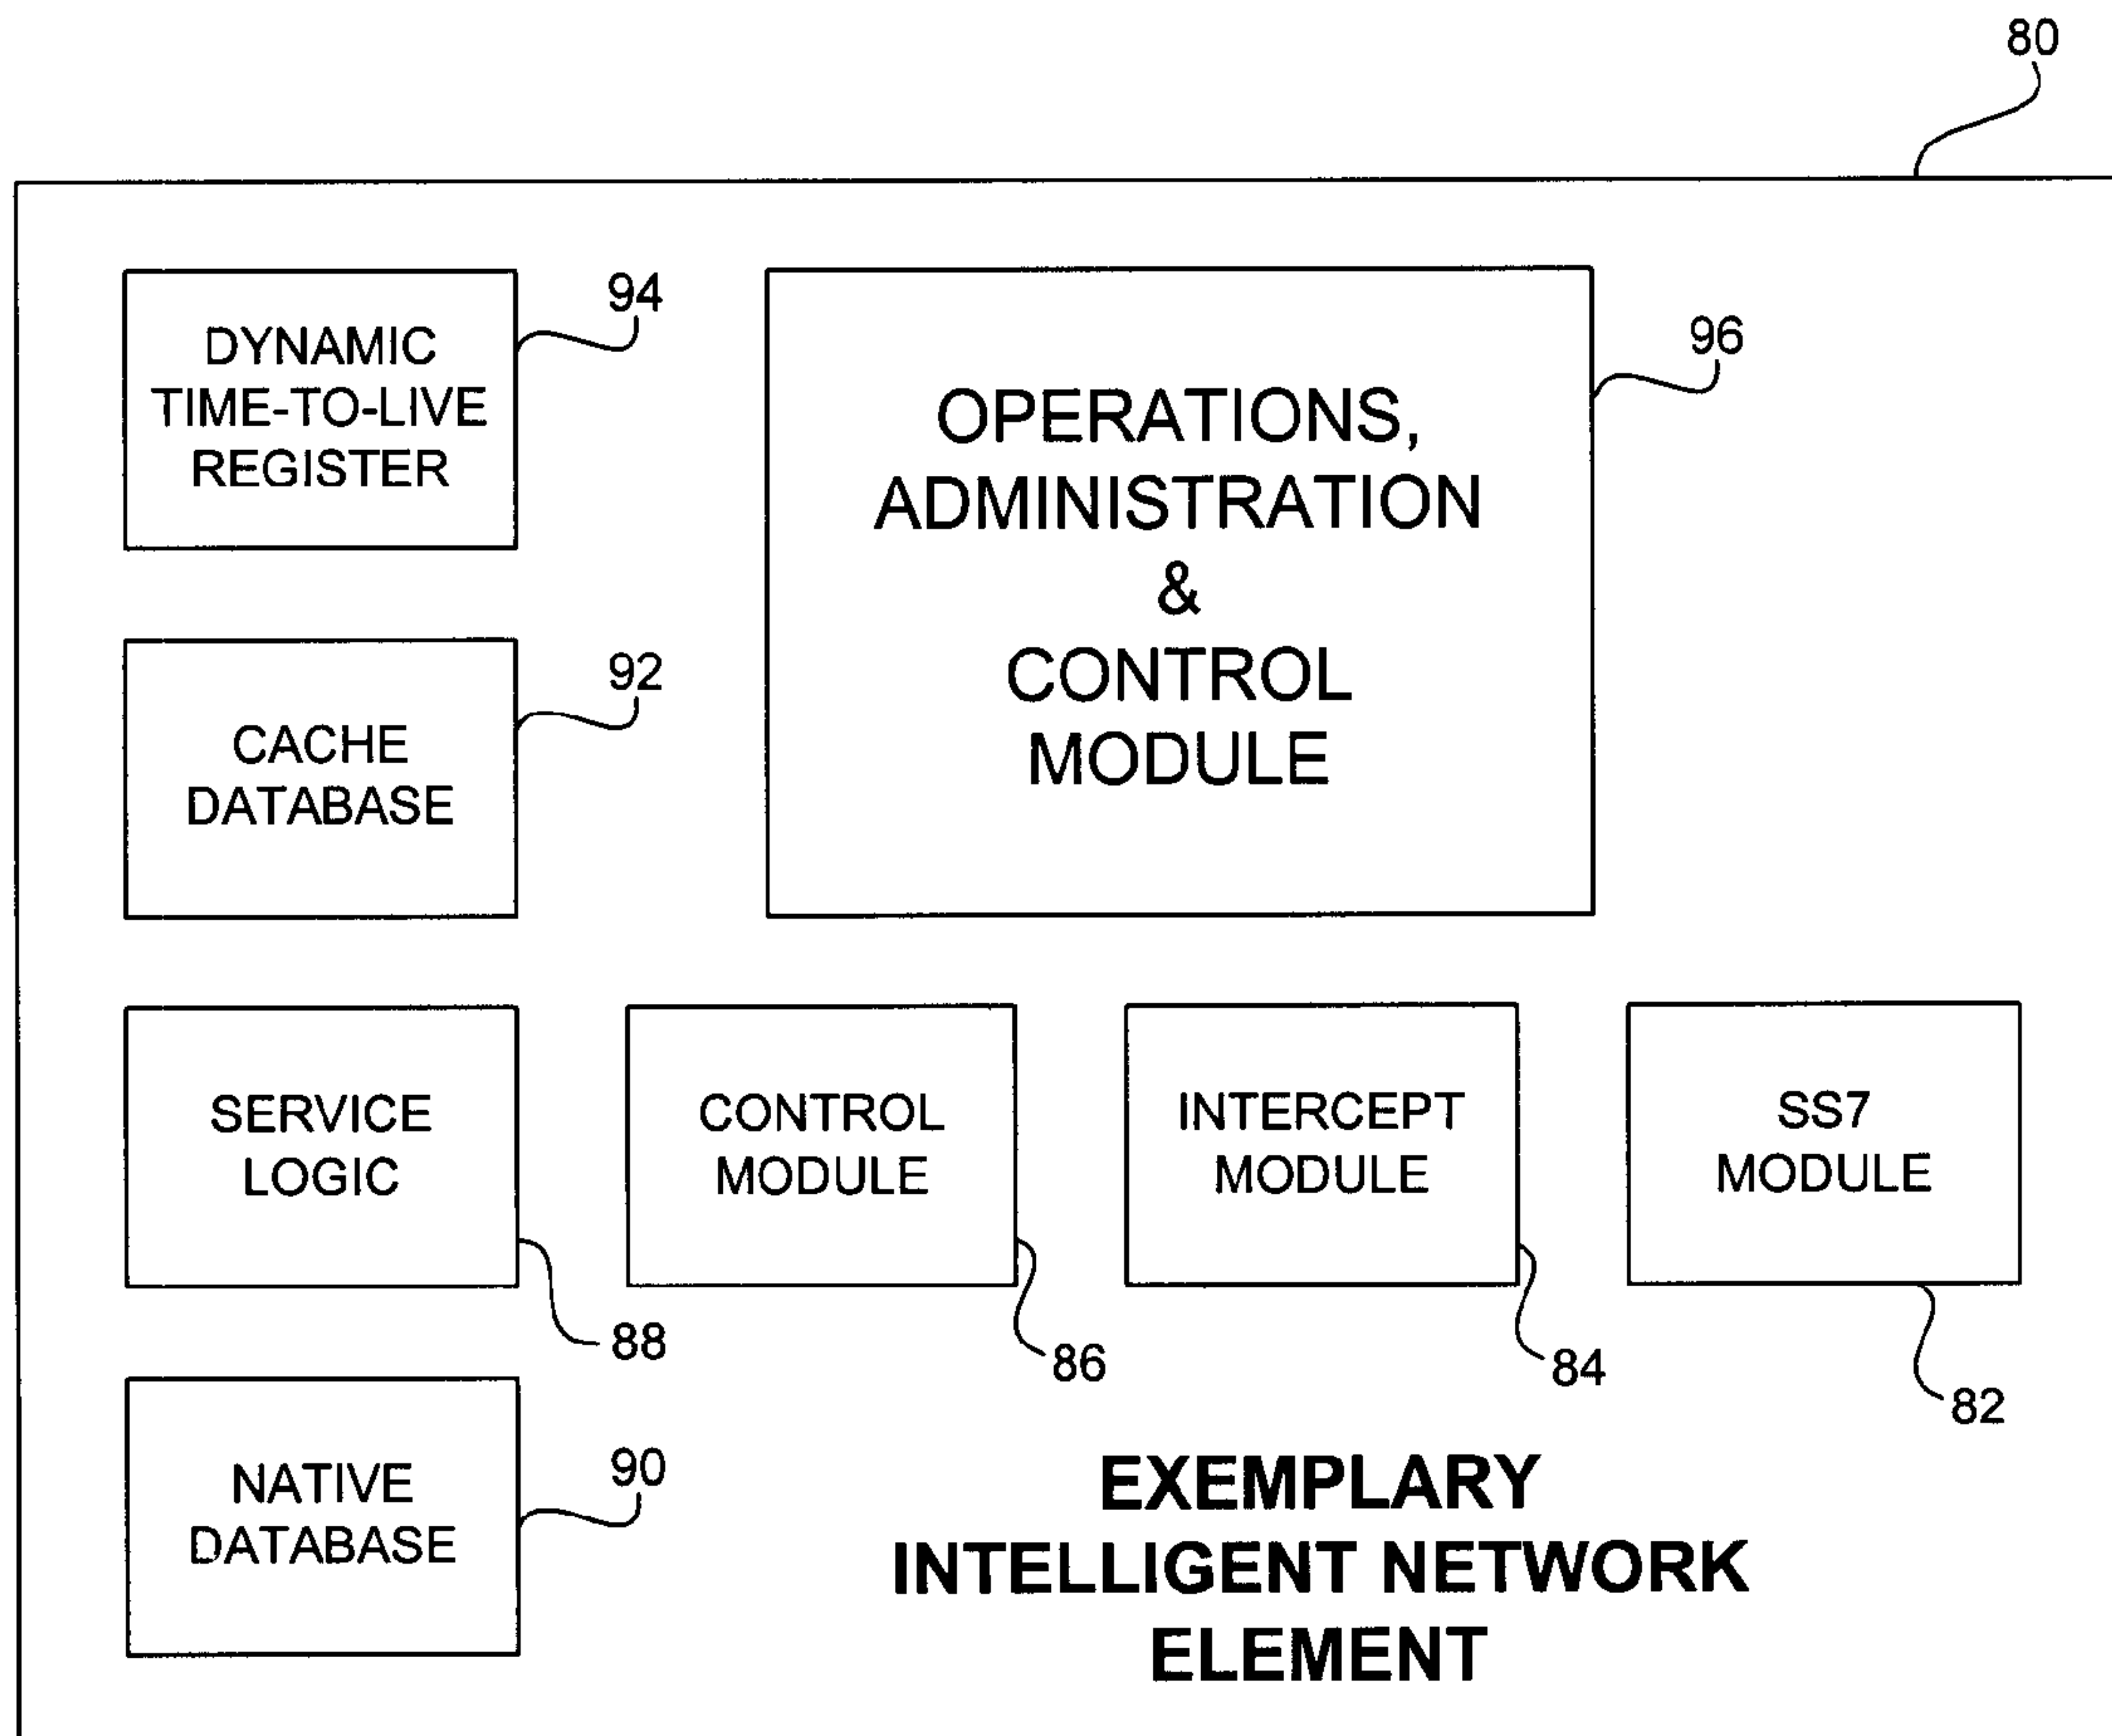 80
DYNAMIC
TIME-TO-LIVE
REGISTER
94
OPERATIONS,
ADMINISTRATION
&
CONTROL
MODULE
96
CACHE
DATABASE
92
SERVICE
LOGIC
88
CONTROL
MODULE
86
INTERCEPT
MODULE
84
SS7
MODULE
82
NATIVE
DATABASE
90
EXEMPLARY
INTELLIGENT NETWORK
ELEMENT